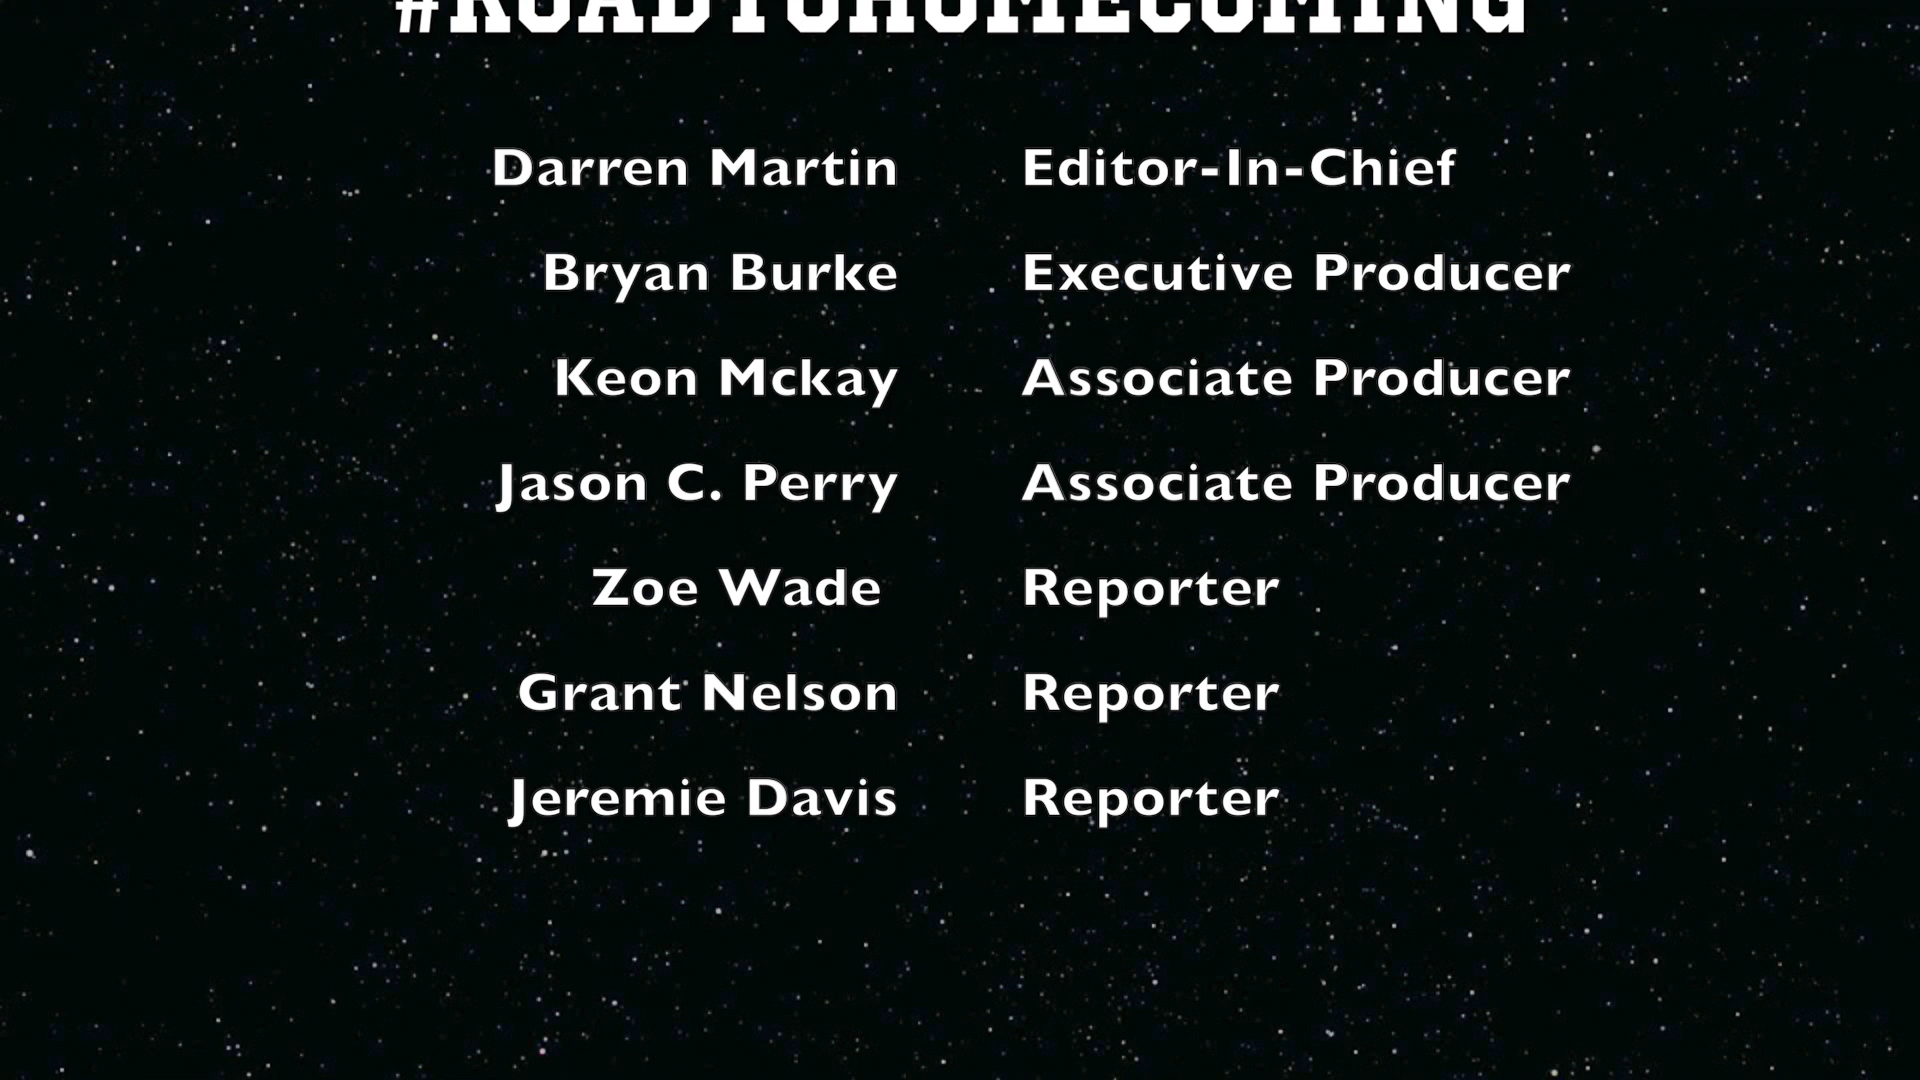 #ROADTOHOMECOMING
Darren Martin Editor-In-Chief
Bryan Burke Executive Producer
Keon Mckay Associate Producer
Jason C. Perry Associate Producer
Zoe Wade Reporter
Grant Nelson Reporter
Jeremie Davis Reporter